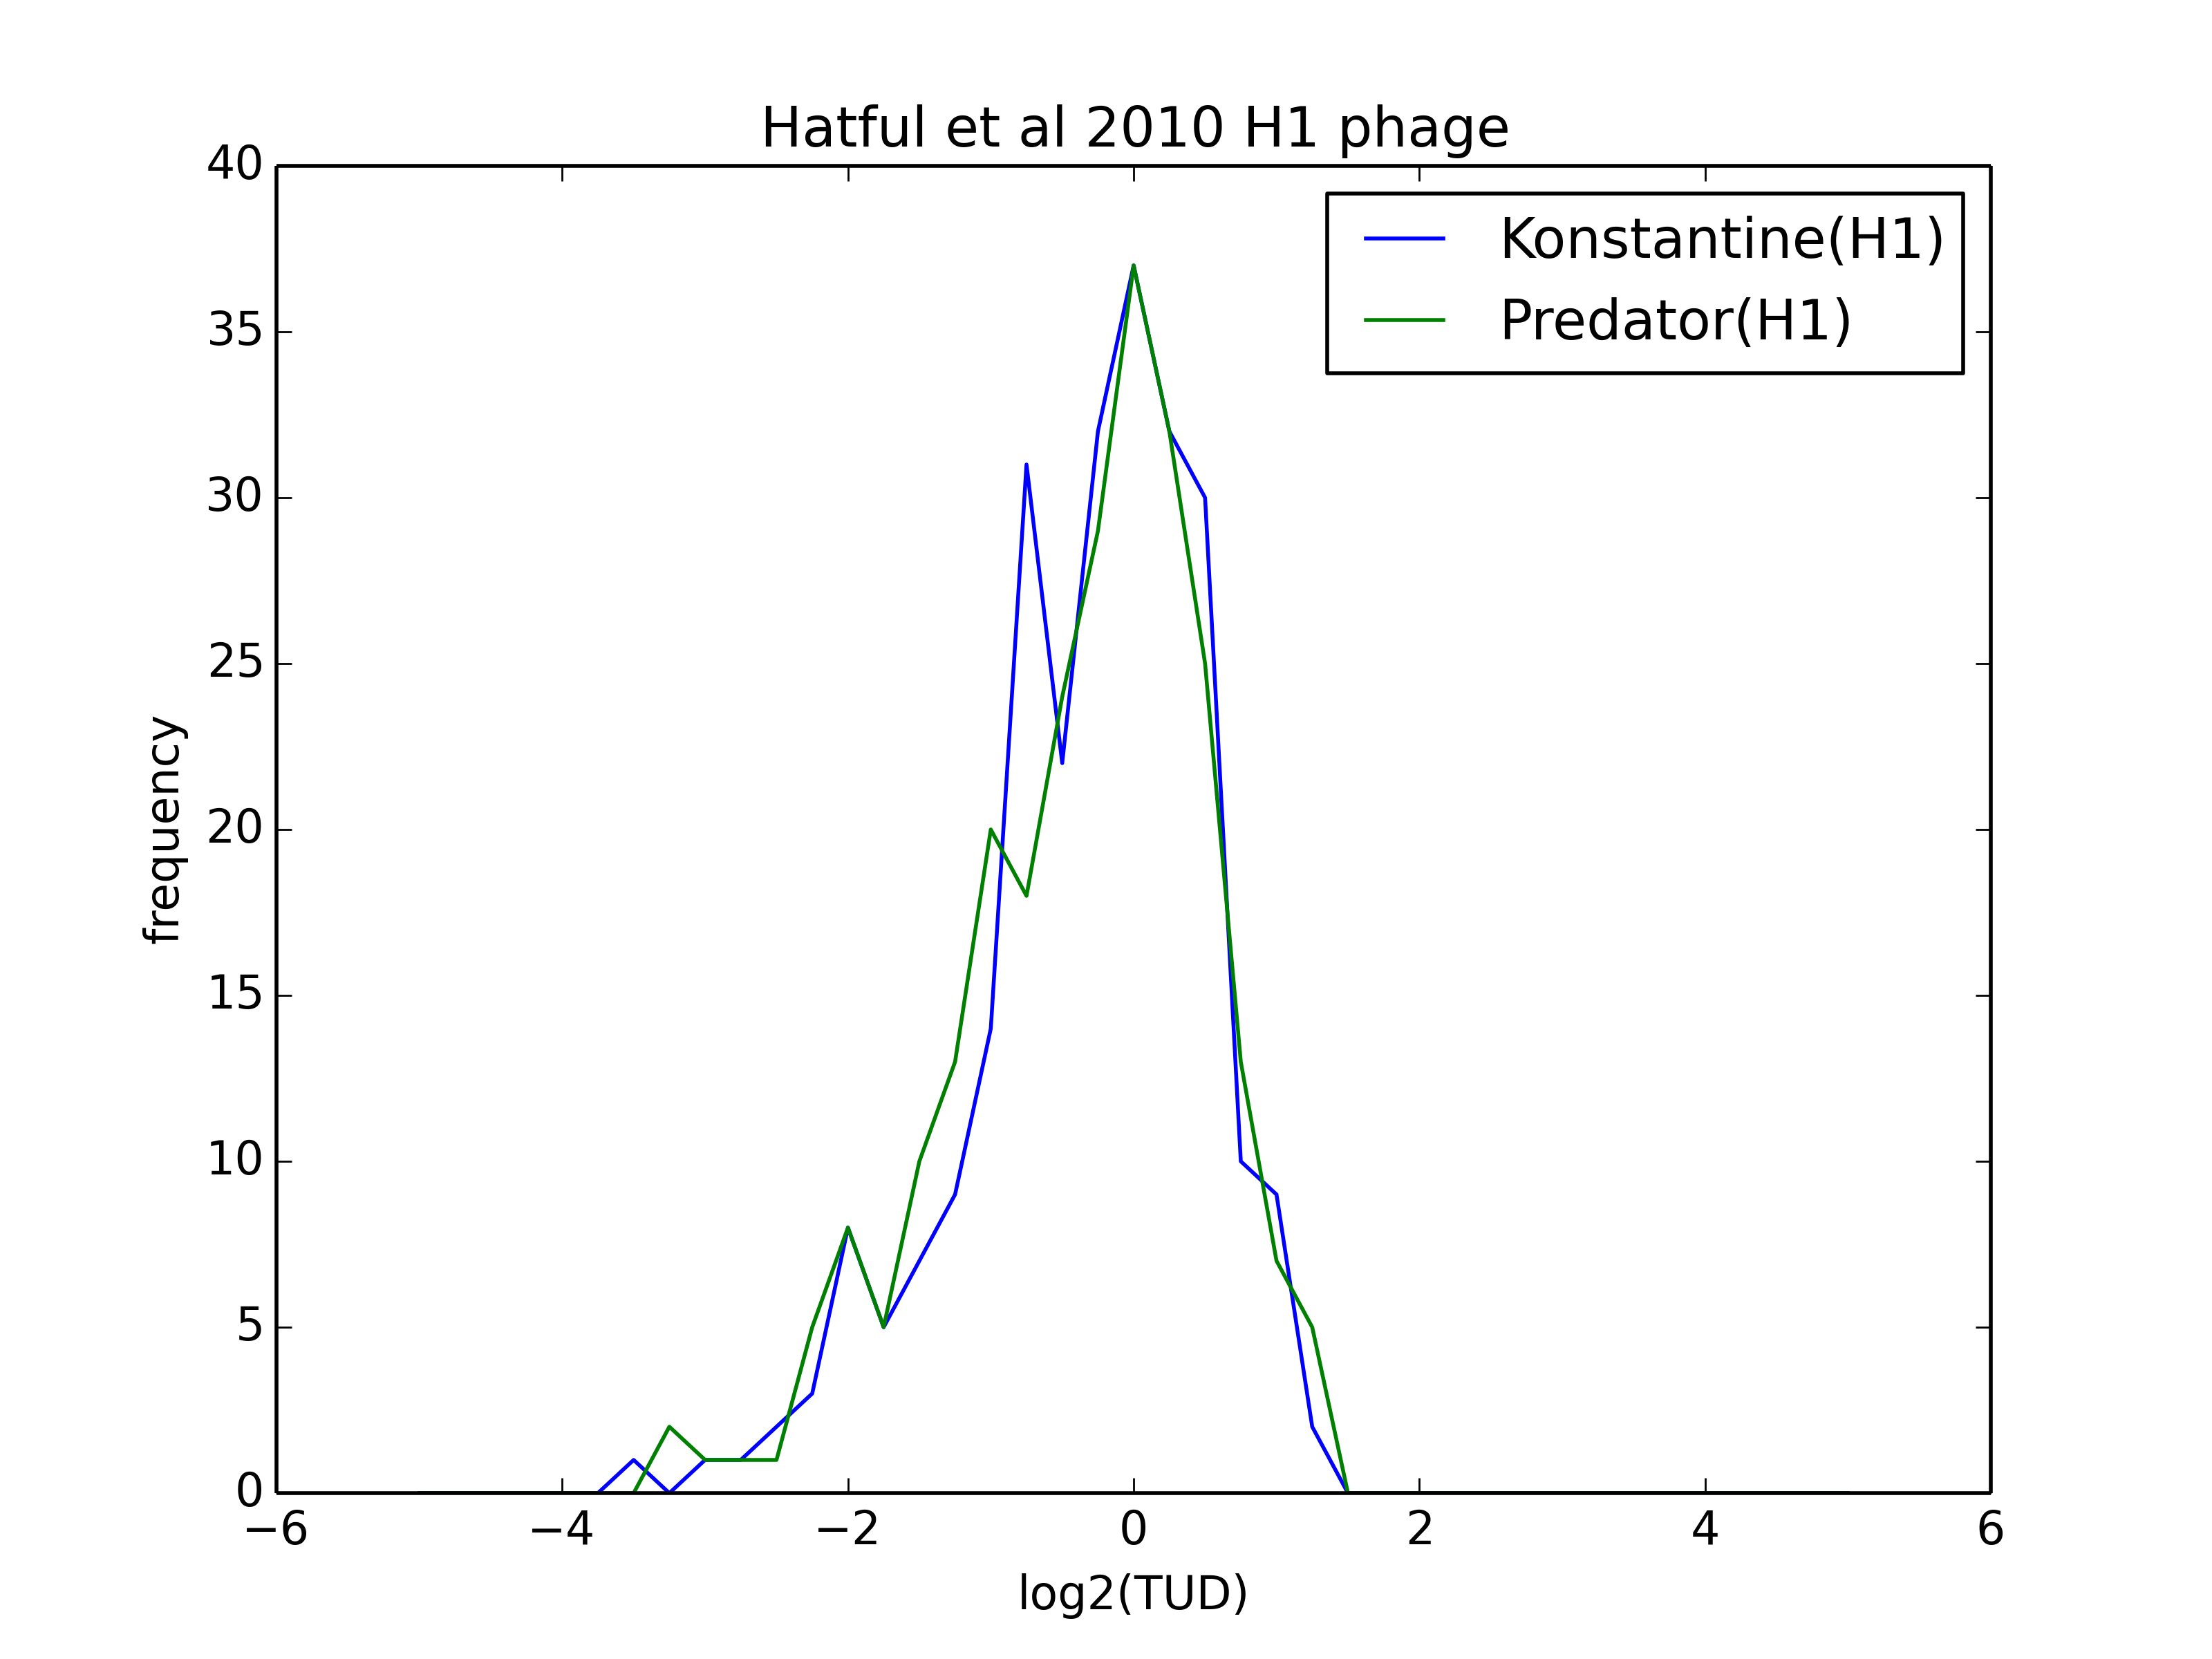 Hatful et al 2010 H1 phage
40
35
30
25
20
15
10
5
0
frequency
Konstantine(H1)
Predator(H1)
−6 −4 −2 0 2 4 6
log2(TUD)